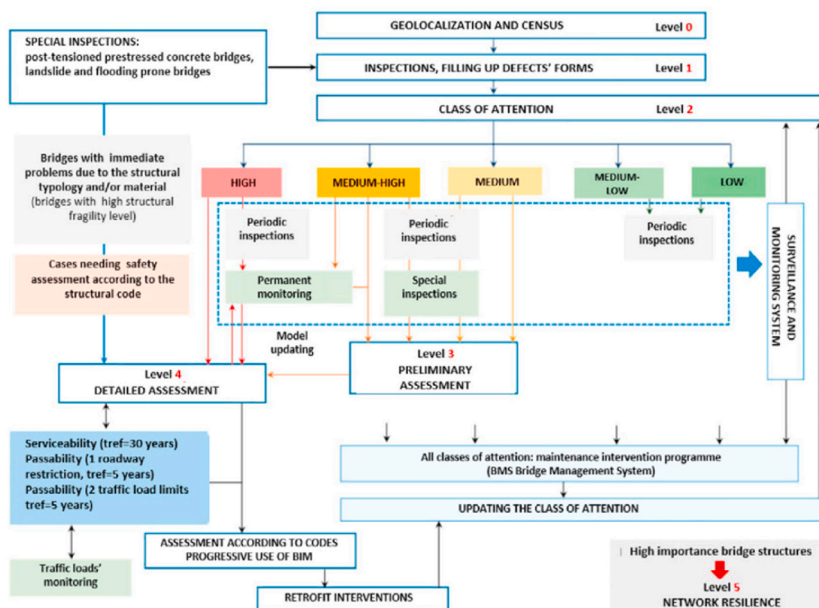 GEOLOCALIZATION AND CENSUS Level 0
SPECIAL INSPECTIONS:
post-tensioned prestressed concrete bridges,
landslide and flooding prone bridges
INSPECTIONS, FILLING UP DEFECTS' FORMS Level 1
CLASS OF ATTENTION Level 2
Bridges with immediate
problems due to the structural
typology and/or material
(bridges with high structural
fragility level)
HIGH
MEDIUM-HIGH
MEDIUM
MEDIUM-
LOW
LOW
Periodic
inspections
Periodic
inspections
Periodic
inspections
Permanent
monitoring
Special
inspections
SURVEILLANCE AND
MONITORING SYSTEM
Cases needing safety
assessment according to the
structural code
Model
updating
Level 3
PRELIMINARY
ASSESSMENT
Level 4
DETAILED ASSESSMENT
Serviceability (tref=30 years)
Passability (1 roadway
restriction, tref=5 years)
Passability (2 traffic load limits
tref=5 years)
All classes of attention: maintenance intervention programme
(BMS Bridge Management System)
UPDATING THE CLASS OF ATTENTION
ASSESSMENT ACCORDING TO CODES
PROGRESSIVE USE OF BIM
Traffic loads'
monitoring
RETROFIT INTERVENTIONS
High importance bridge structures
Level 5
NETWORK RESILIENCE